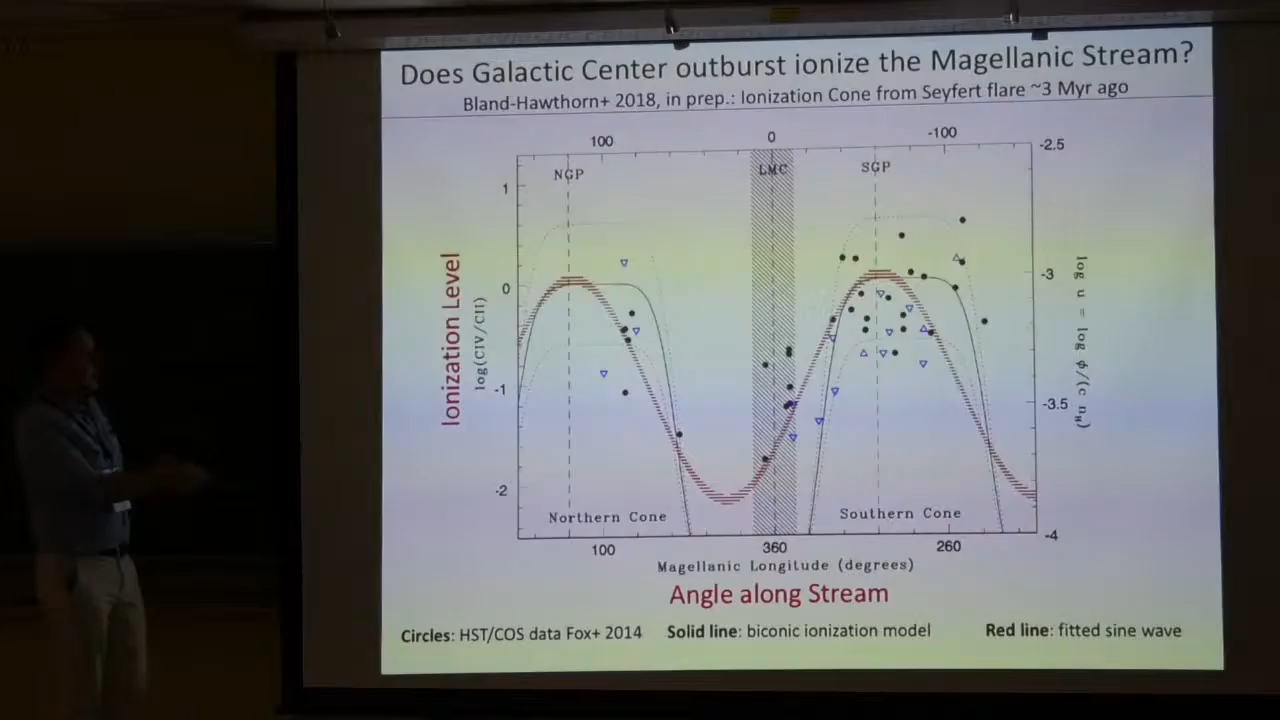 Does Galactic Center outburst ionize the Magellanic Stream?
Bland-Hawthorn+ 2018, in prep.: Ionization Cone from Seyfert flare ~3 Myr ago
100 0 -100
-2.5
NGP LMC SGP
1
0
-1
-2
-3
-3.5
-4
Ionization Level
log(CIV/CII)
log u = log ϕ/(c nH)
Northern Cone Southern Cone
100 360 260
Magellanic Longitude (degrees)
Angle along Stream
Circles: HST/COS data Fox+ 2014 Solid line: biconic ionization model Red line: fitted sine wave